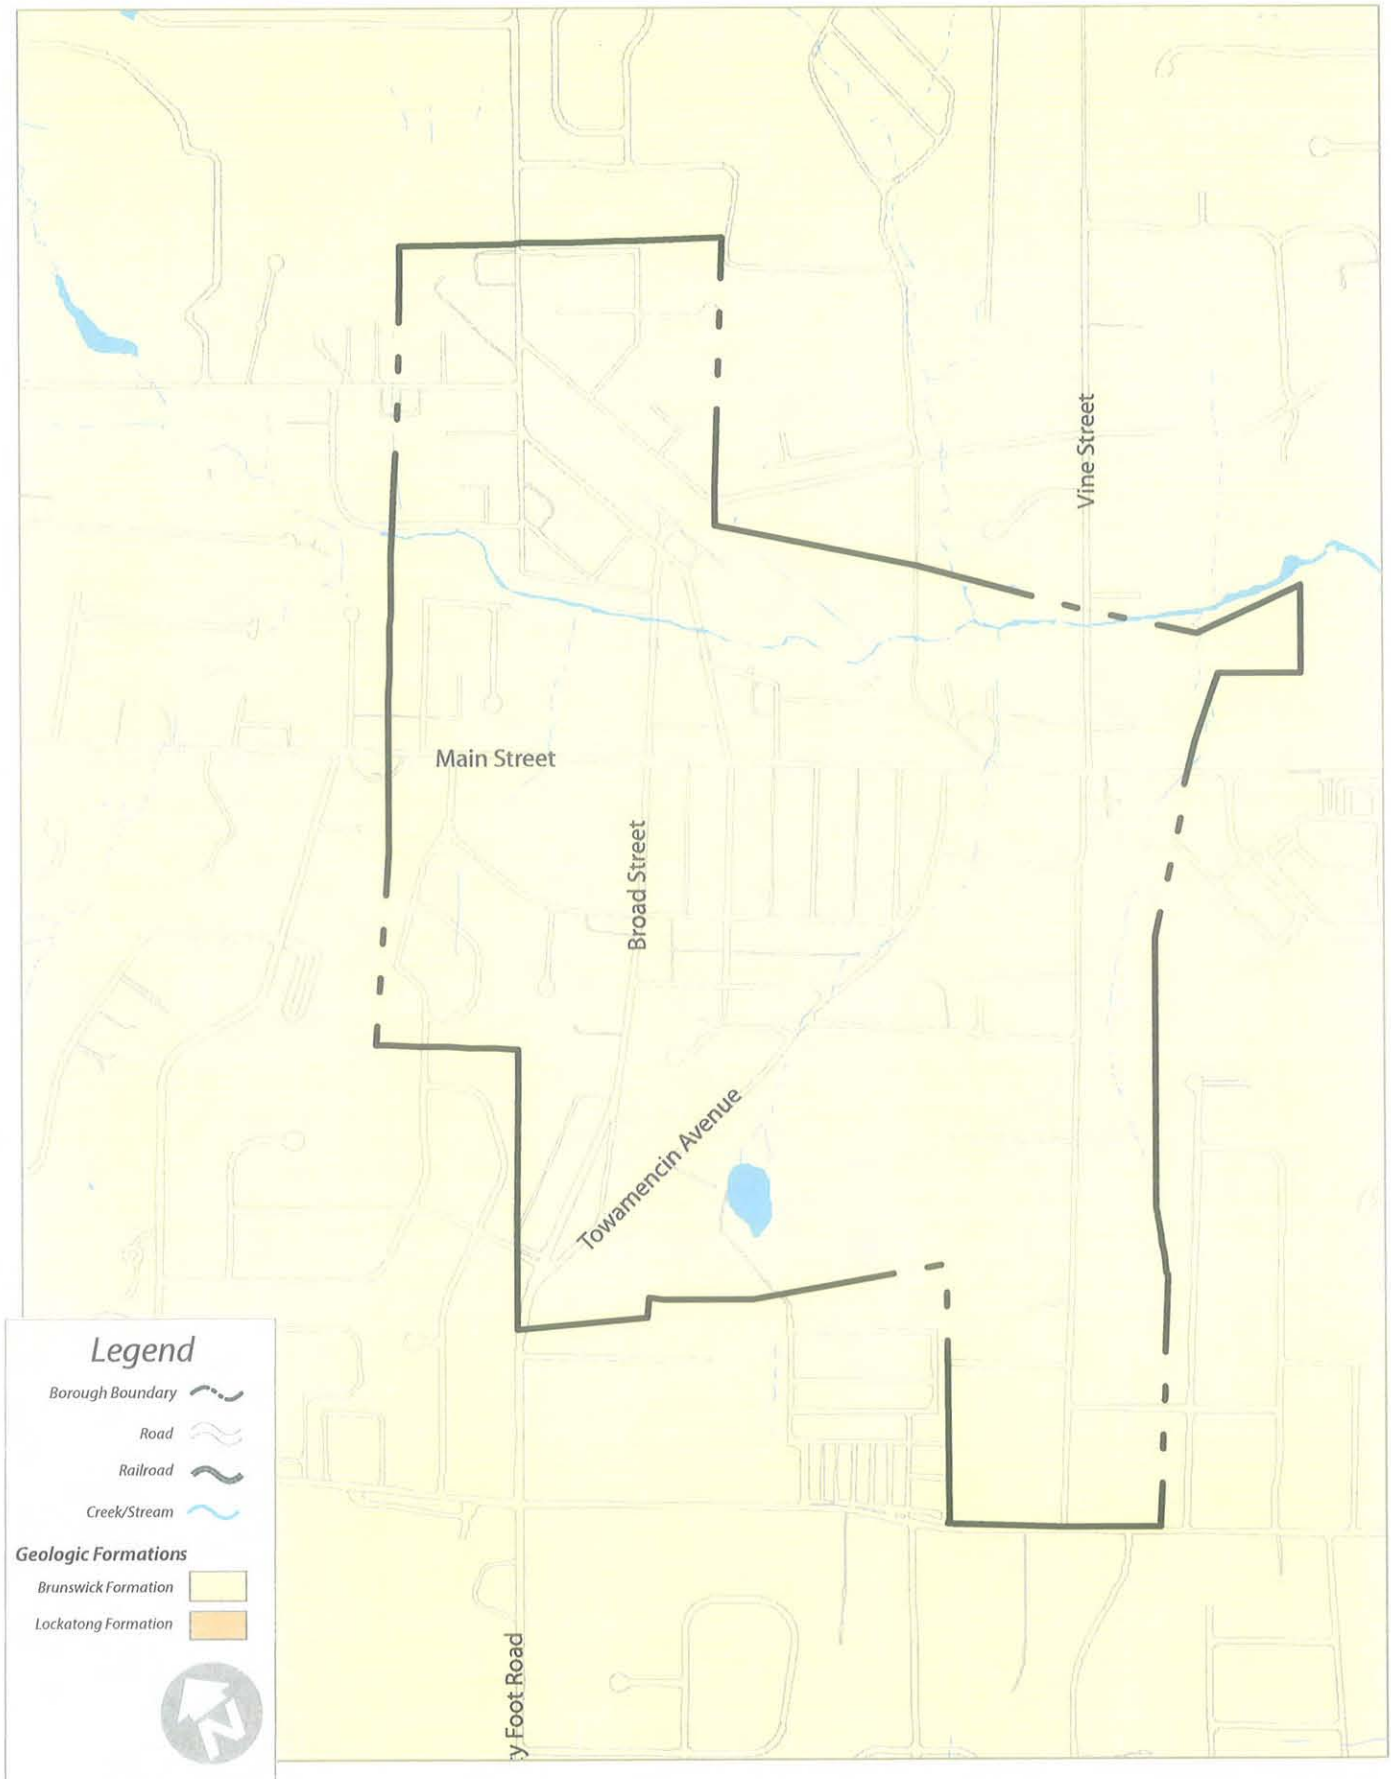 Vine Street
Main Street
Broad Street
Towamencin Avenue
Legend
Borough Boundary
Road
Railroad
Creek/Stream
Geologic Formations
Brunswick Formation
Lockatong Formation
N
y Foot Road